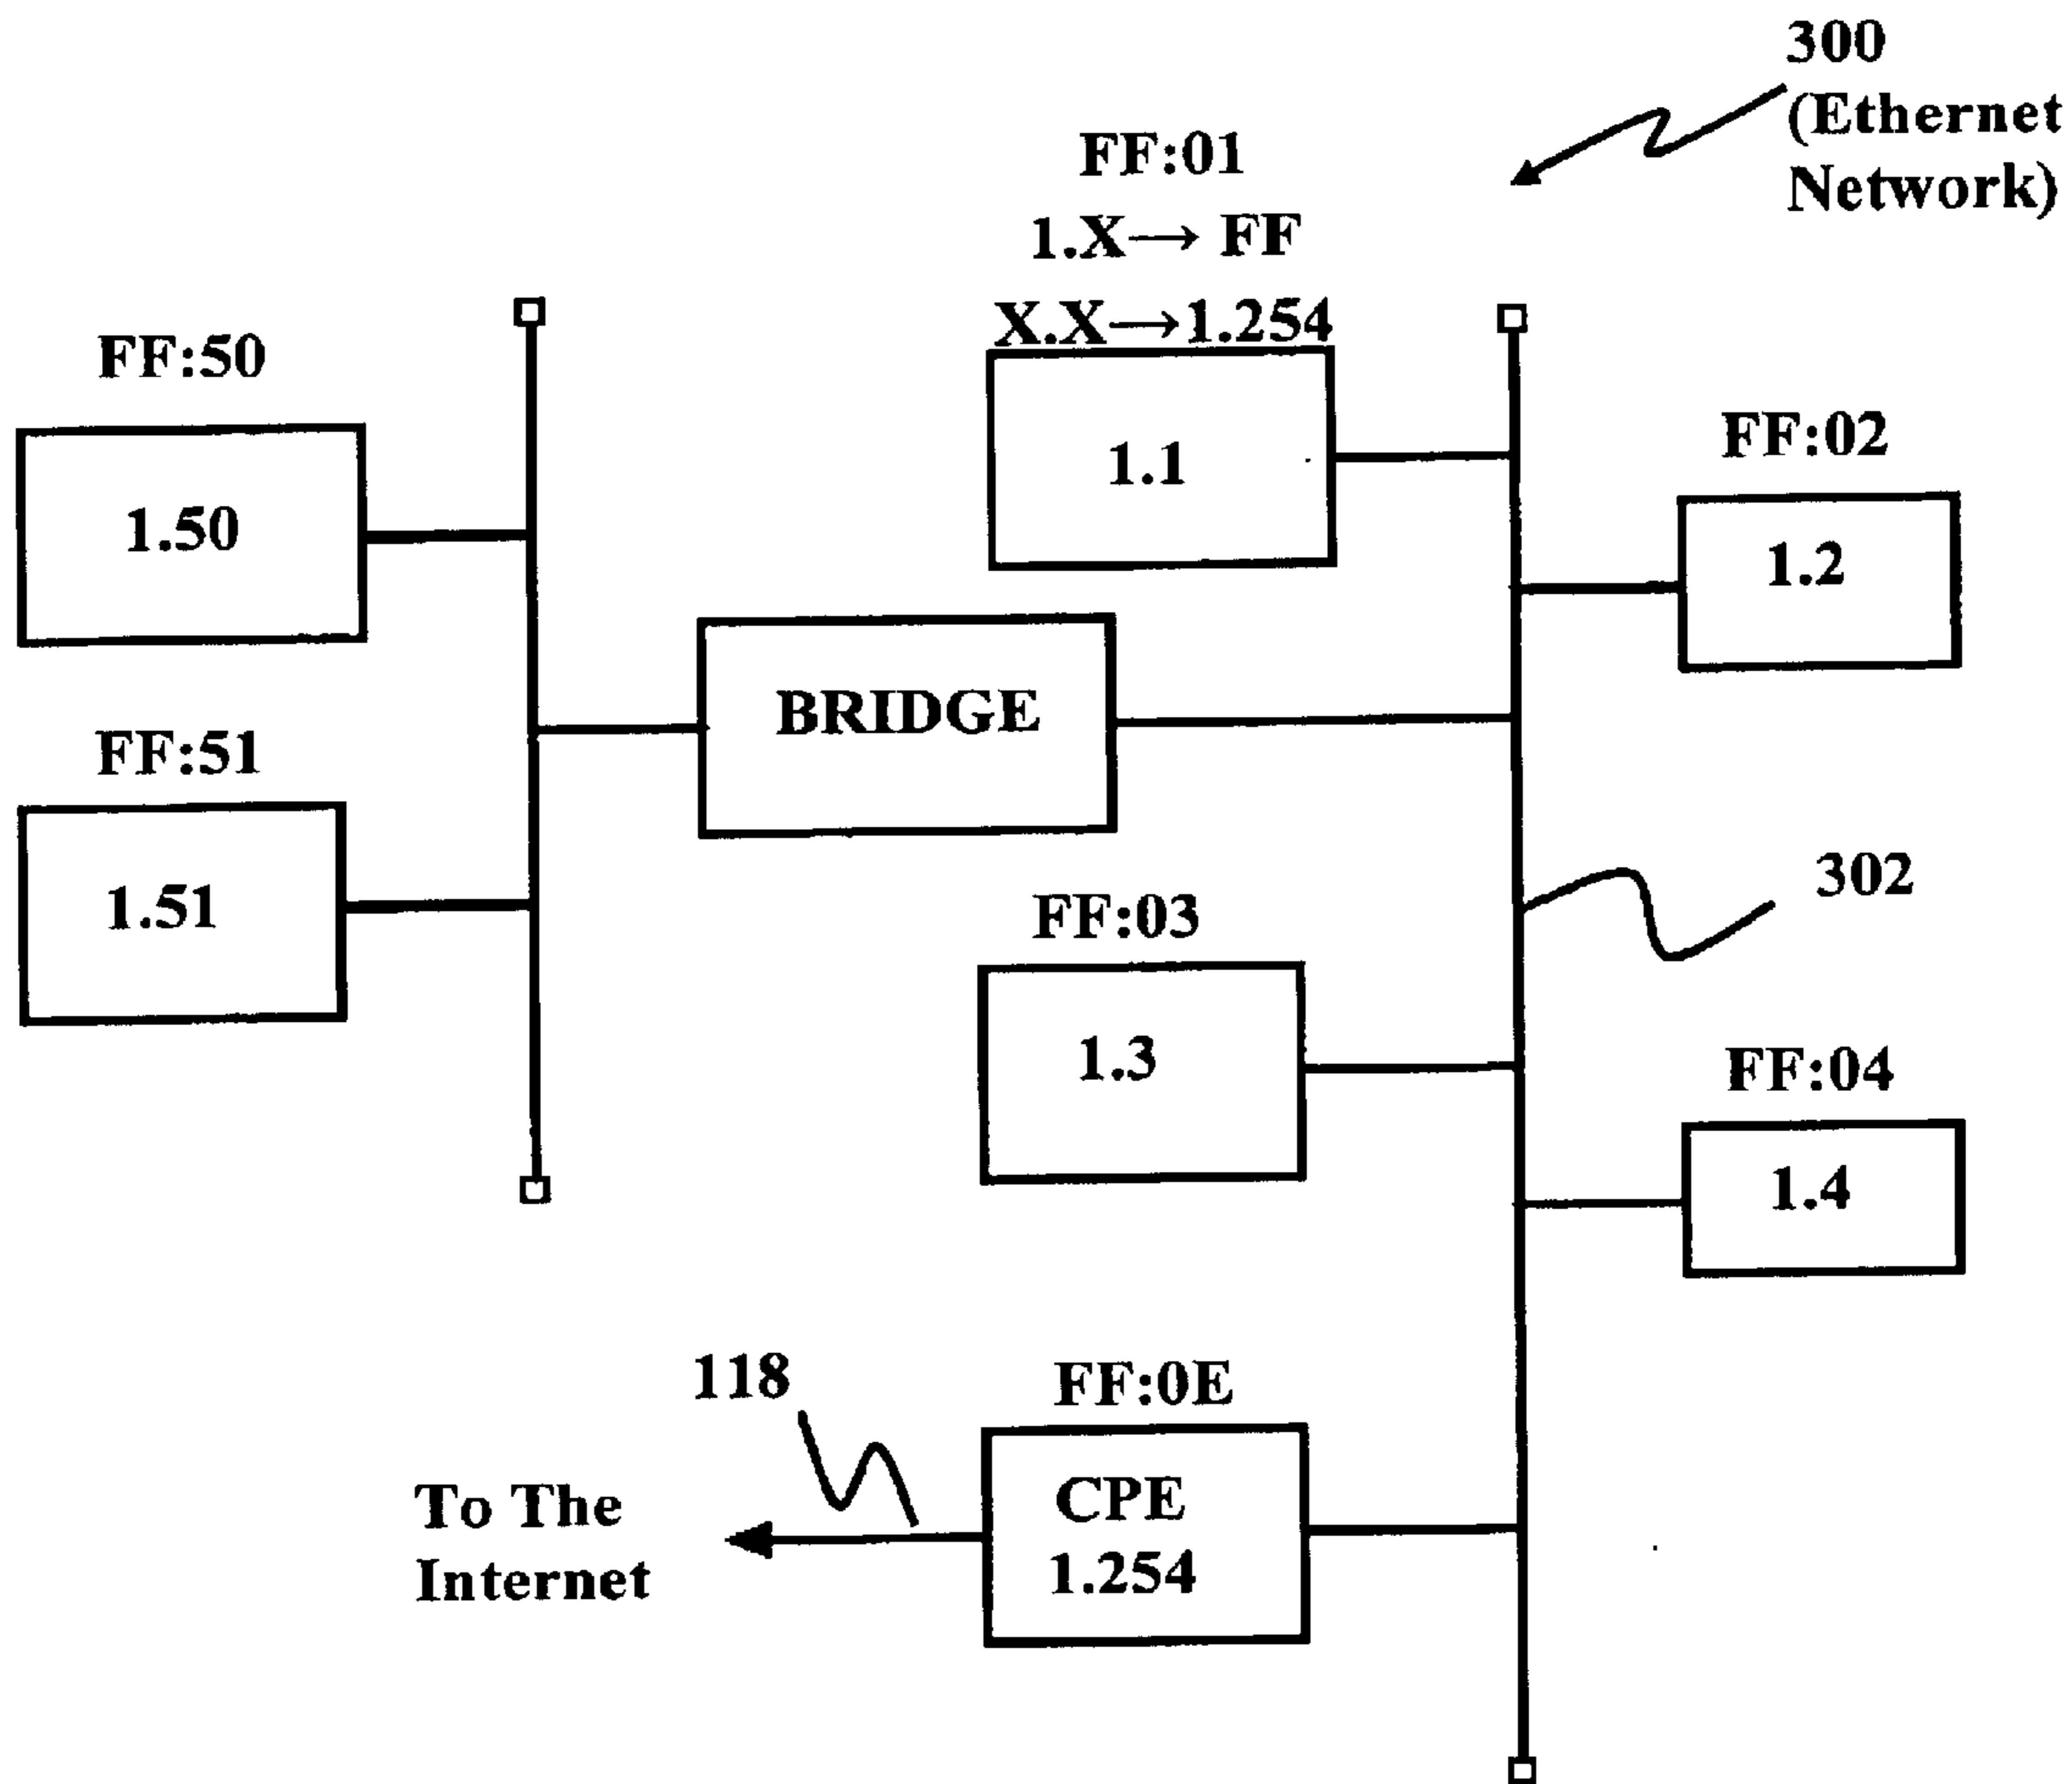 300
(Ethernet
Network)
FF:01
1.X→ FF
X.X→1.254
1.1
FF:50
1.50
FF:02
1.2
BRIDGE
FF:51
1.51
302
FF:03
1.3
FF:04
1.4
118
FF:0E
CPE
1.254
To The
Internet